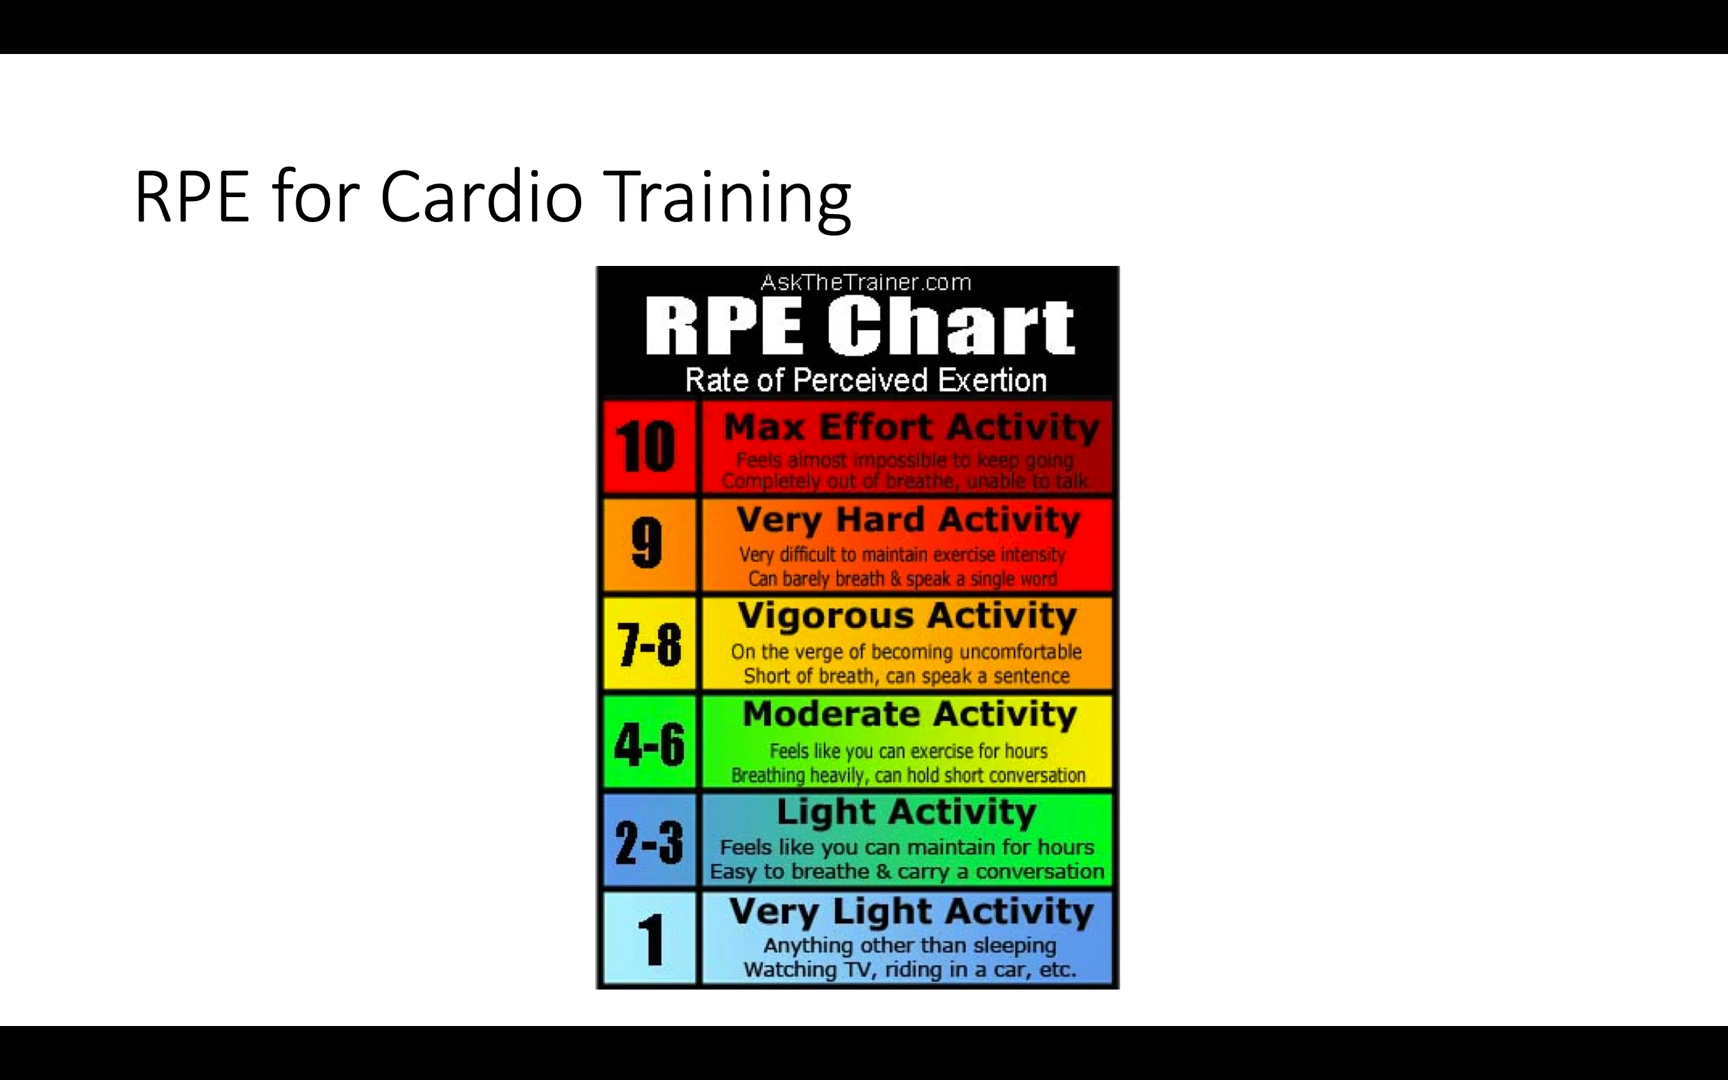 RPE for Cardio Training
AskTheTrainer.com
RPE Chart
Rate of Perceived Exertion
10
Max Effort Activity
Feels almost impossible to keep going
Completely out of breathe, unable to talk
9
Very Hard Activity
Very difficult to maintain exercise intensity
Can barely breath & speak a single word
7-8
Vigorous Activity
On the verge of becoming uncomfortable
Short of breath, can speak a sentence
4-6
Moderate Activity
Feels like you can exercise for hours
Breathing heavily, can hold short conversation
2-3
Light Activity
Feels like you can maintain for hours
Easy to breathe & carry a conversation
1
Very Light Activity
Anything other than sleeping
Watching TV, riding in a car, etc.